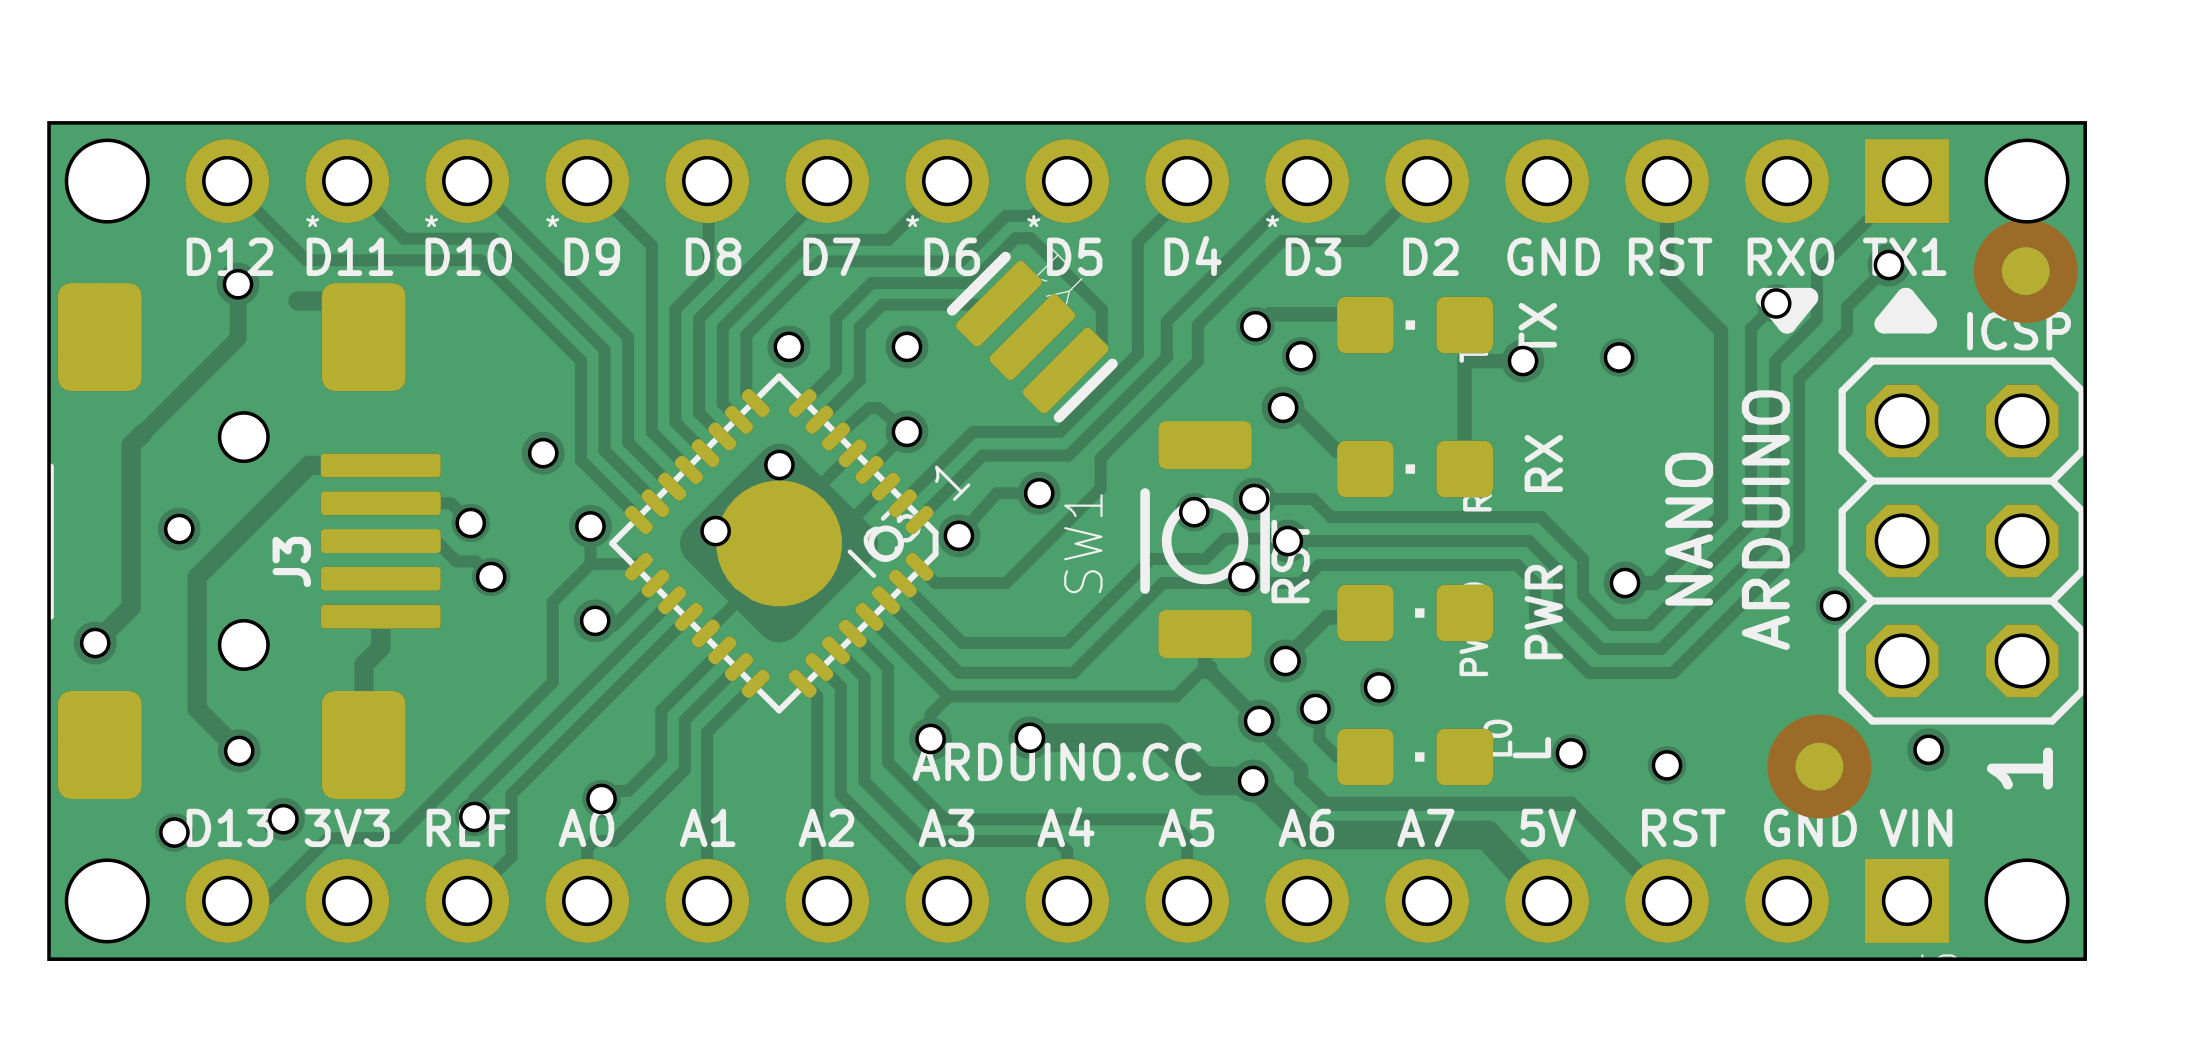 * * * * * *
D12 D11 D10 D9 D8 D7 D6 D5 D4 D3 D2 GND RST RX0 TX1
ICSP
TX
RX
1
J3
SW1
RST
PWR
NANO
ARDUINO
L
ARDUINO.CC
1
D13 3V3 REF A0 A1 A2 A3 A4 A5 A6 A7 5V RST GND VIN